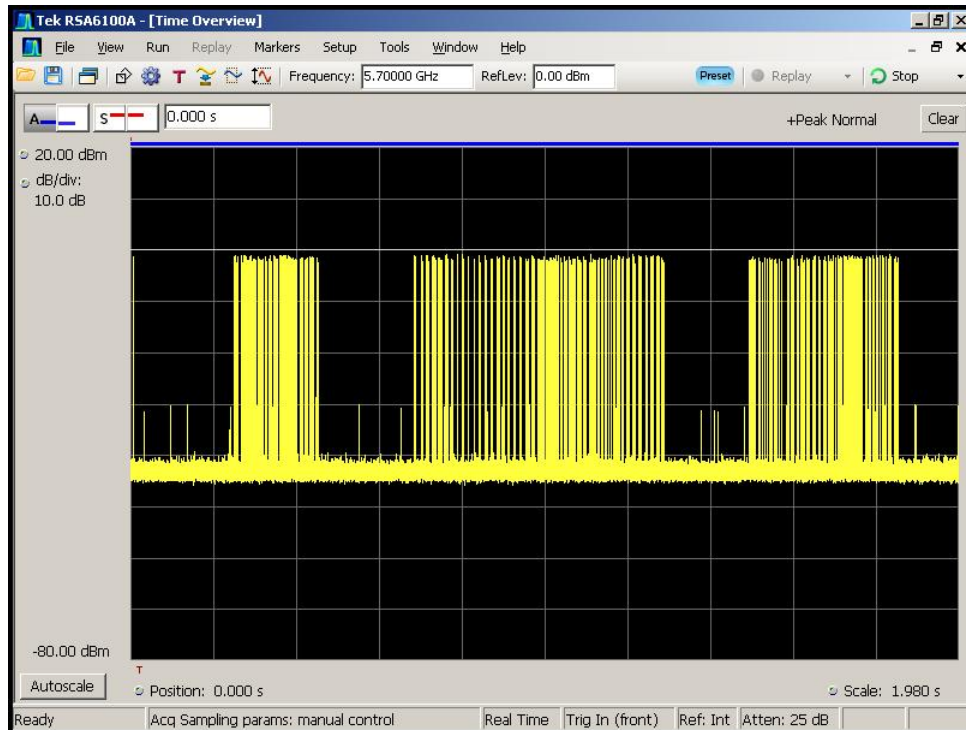 Tek RSA6100A - [Time Overview]
File View Run Replay Markers Setup Tools Window Help
T Frequency: 5.70000 GHz RefLev: 0.00 dBm Preset Replay Stop
A S 0.000 s +Peak Normal Clear
20.00 dBm
dB/div:
10.0 dB
-80.00 dBm
T
Autoscale Position: 0.000 s Scale: 1.980 s
Ready Acq Sampling params: manual control Real Time Trig In (front) Ref: Int Atten: 25 dB